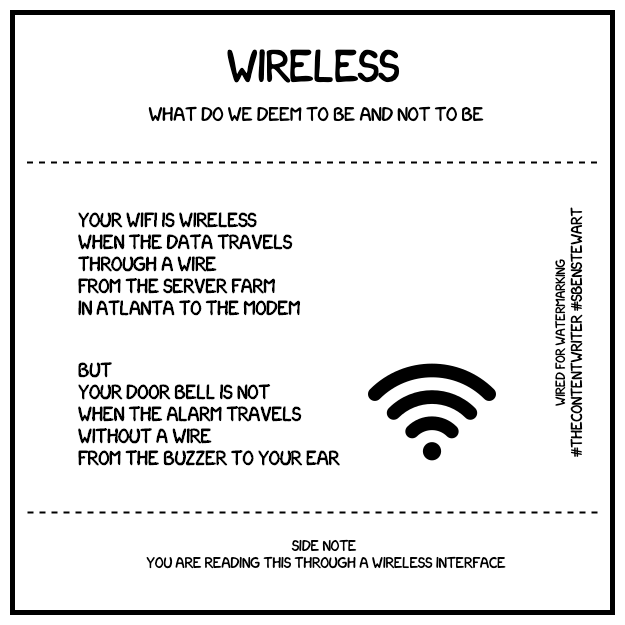 WIRELESS
WHAT DO WE DEEM TO BE AND NOT TO BE
YOUR WIFI IS WIRELESS
WHEN THE DATA TRAVELS
THROUGH A WIRE
FROM THE SERVER FARM
IN ATLANTA TO THE MODEM
BUT
YOUR DOOR BELL IS NOT
WHEN THE ALARM TRAVELS
WITHOUT A WIRE
FROM THE BUZZER TO YOUR EAR
WIRED FOR WATERMARKING
#THECONTENTWRITER #SBENSTEWART
SIDE NOTE
YOU ARE READING THIS THROUGH A WIRELESS INTERFACE